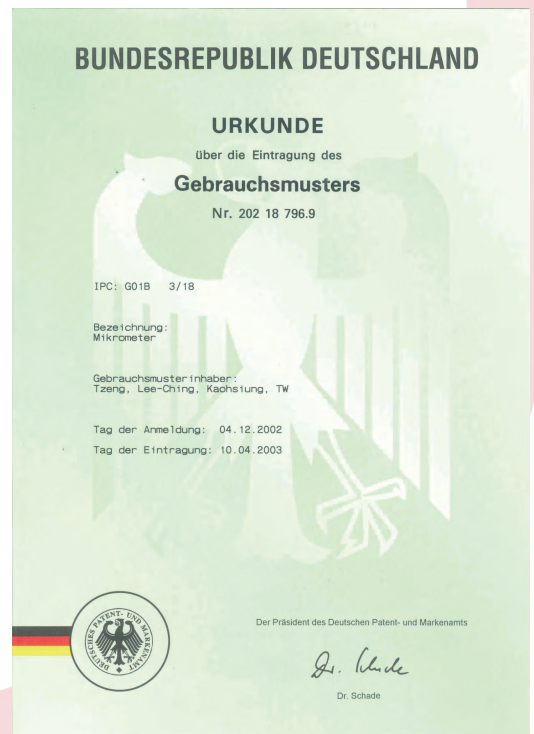 BUNDESREPUBLIK DEUTSCHLAND
URKUNDE
über die Eintragung des
Gebrauchsmusters
Nr. 202 18 796.9
IPC: G01B 3/18
Bezeichnung:
Mikrometer
Gebrauchsmusterinhaber:
Tzeng, Lee-Ching, Kaohsiung, TW
Tag der Anmeldung: 04.12.2002
Tag der Eintragung: 10.04.2003
DEUTSCHES PATENT- UND MARKENAMT
Der Präsident des Deutschen Patent- und Markenamts
Dr. Schade
Dr. Schade